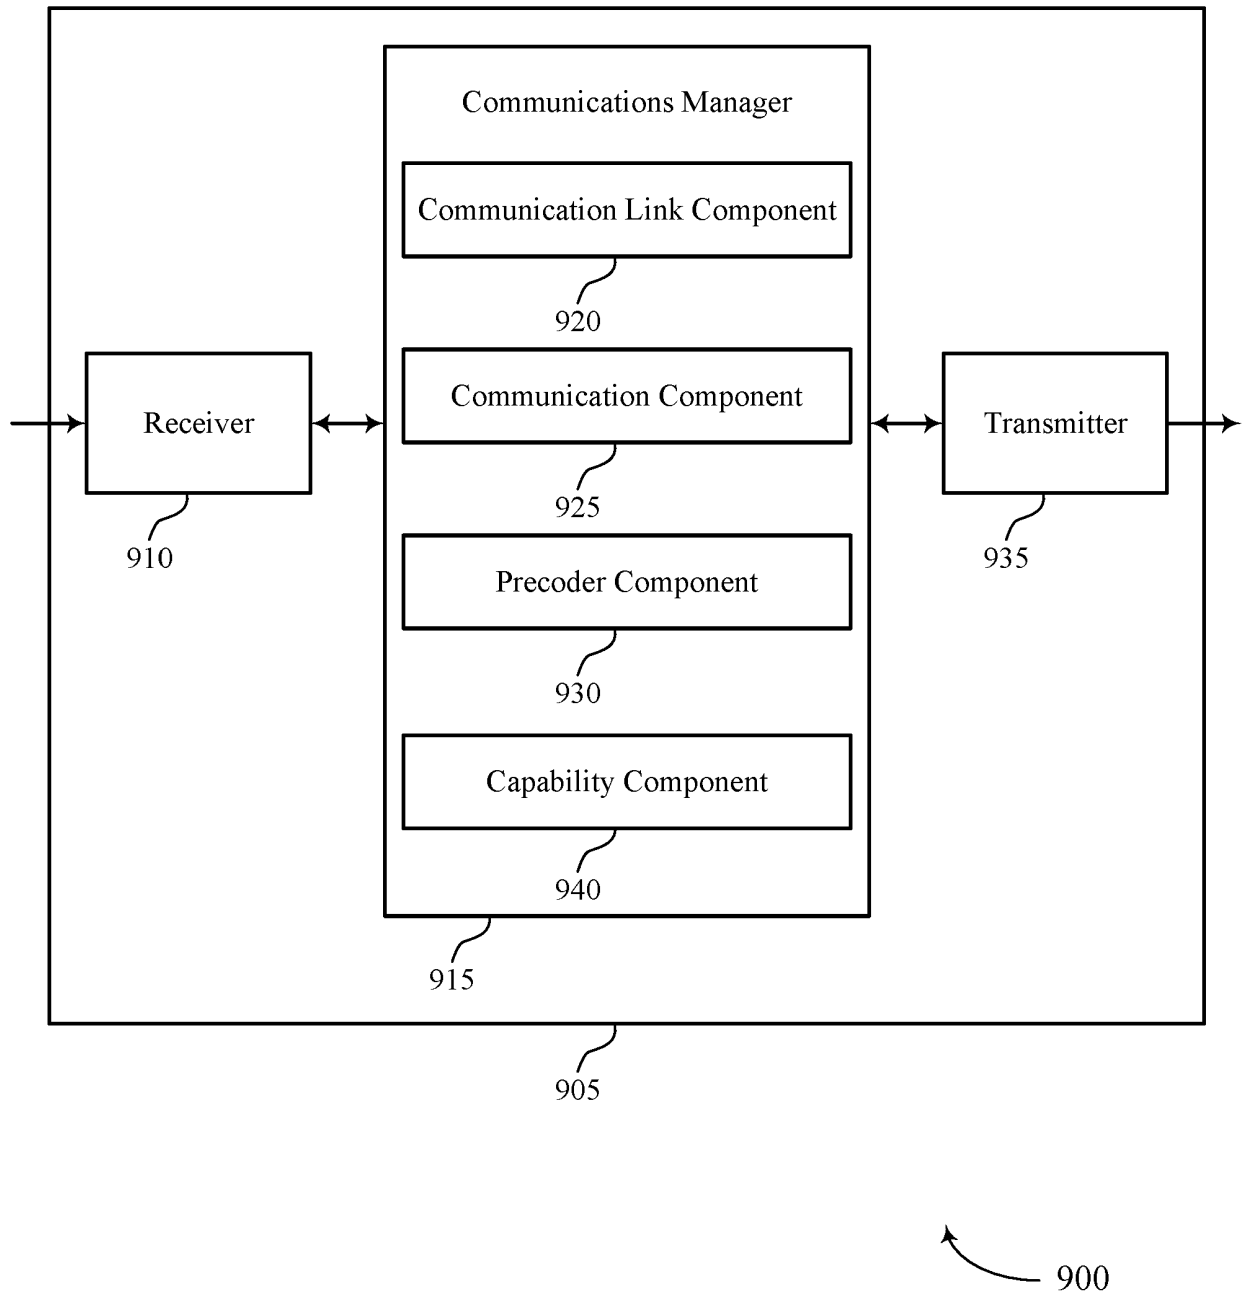 Communications Manager
Communication Link Component
920
Receiver
910
Communication Component
925
Transmitter
935
Precoder Component
930
Capability Component
940
915
905
900